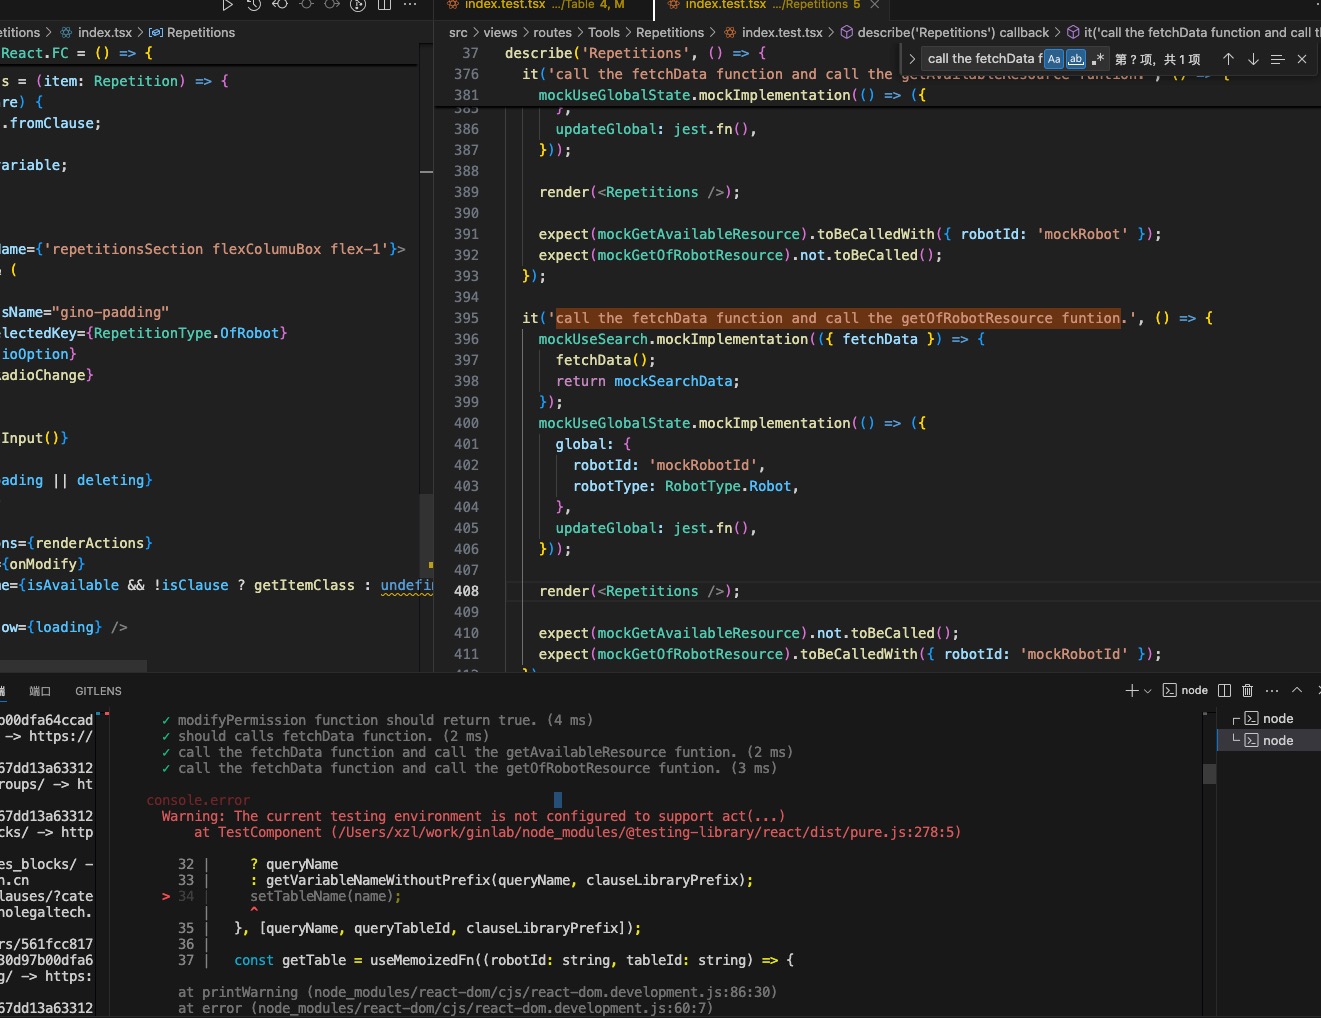 index.test.tsx .../Table 4, M
index.test.tsx .../Repetitions 5
etitions > index.tsx > Repetitions
React.FC = () => {
s = (item: Repetition) => {
re) {
.fromClause;
ariable;
Name={'repetitionsSection flexColumuBox flex-1'}>
(
sName="gino-padding"
lectedKey={RepetitionType.OfRobot}
ioOption}
adioChange}
Input()}
ading || deleting}
ns={renderActions}
={onModify}
e={isAvailable && !isClause ? getItemClass : undefin
ow={loading} />
src > views > routes > Tools > Repetitions > index.test.tsx > describe('Repetitions') callback > it('call the fetchData function and call th
call the fetchData f Aa ab .* 第 ? 项, 共 1 项
37 describe('Repetitions', () => {
376 it('call the fetchData function and call the getAvailableResource funtion.', () => {
381 mockUseGlobalState.mockImplementation(() => ({
385 },
386 updateGlobal: jest.fn(),
387 }));
388
389 render(<Repetitions />);
390
391 expect(mockGetAvailableResource).toBeCalledWith({ robotId: 'mockRobot' });
392 expect(mockGetOfRobotResource).not.toBeCalled();
393 });
394
395 it('call the fetchData function and call the getOfRobotResource funtion.', () => {
396 mockUseSearch.mockImplementation(({ fetchData }) => {
397 fetchData();
398 return mockSearchData;
399 });
400 mockUseGlobalState.mockImplementation(() => ({
401 global: {
402 robotId: 'mockRobotId',
403 robotType: RobotType.Robot,
404 },
405 updateGlobal: jest.fn(),
406 }));
407
408 render(<Repetitions />);
409
410 expect(mockGetAvailableResource).not.toBeCalled();
411 expect(mockGetOfRobotResource).toBeCalledWith({ robotId: 'mockRobotId' });
端口 GITLENS
node
node
node
b00dfa64ccad
-> https://
67dd13a63312
roups/ -> ht
67dd13a63312
cks/ -> http
es_blocks/ -
n.cn
lauses/?cate
nolegaltech.
rs/561fcc817
30d97b00dfa6
g/ -> https:
67dd13a63312
✓ modifyPermission function should return true. (4 ms)
✓ should calls fetchData function. (2 ms)
✓ call the fetchData function and call the getAvailableResource funtion. (2 ms)
✓ call the fetchData function and call the getOfRobotResource funtion. (3 ms)
console.error
Warning: The current testing environment is not configured to support act(...)
at TestComponent (/Users/xzl/work/ginlab/node_modules/@testing-library/react/dist/pure.js:278:5)
32 | ? queryName
33 | : getVariableNameWithoutPrefix(queryName, clauseLibraryPrefix);
> 34 | setTableName(name);
| ^
35 | }, [queryName, queryTableId, clauseLibraryPrefix]);
36 |
37 | const getTable = useMemoizedFn((robotId: string, tableId: string) => {
at printWarning (node_modules/react-dom/cjs/react-dom.development.js:86:30)
at error (node_modules/react-dom/cjs/react-dom.development.js:60:7)